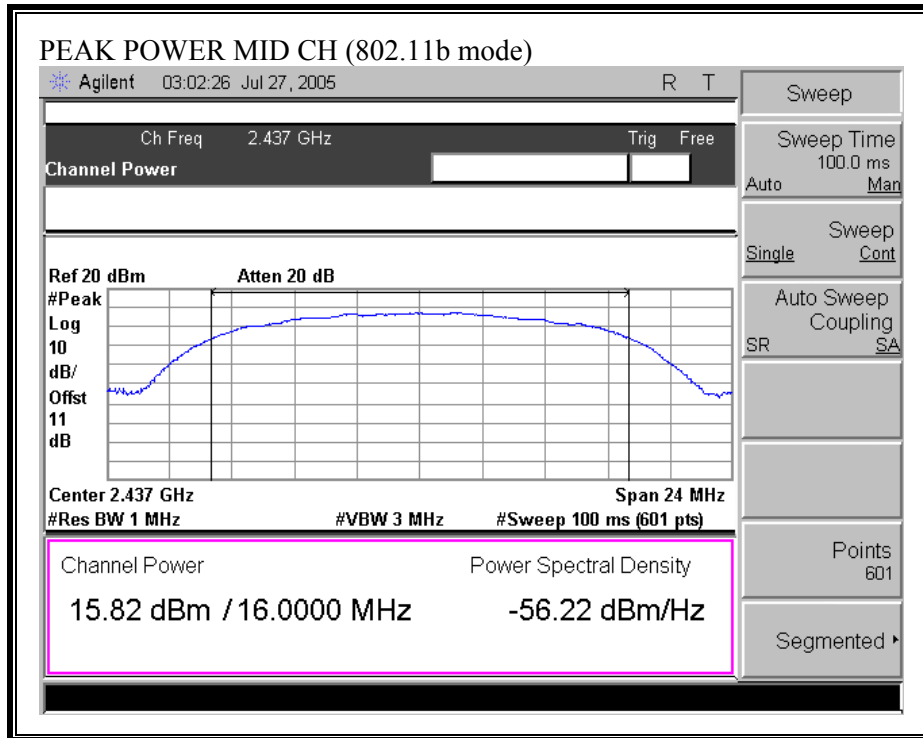 PEAK POWER MID CH (802.11b mode)
Agilent 03:02:26 Jul 27, 2005 R T
Ch Freq 2.437 GHz Trig Free
Channel Power
Ref 20 dBm Atten 20 dB
#Peak
Log
10
dB/
Offst
11
dB
Center 2.437 GHz Span 24 MHz
#Res BW 1 MHz #VBW 3 MHz #Sweep 100 ms (601 pts)
Channel Power Power Spectral Density
15.82 dBm / 16.0000 MHz -56.22 dBm/Hz
Sweep
Sweep Time
100.0 ms
Auto Man
Sweep
Single Cont
Auto Sweep
Coupling
SR SA
Points
601
Segmented